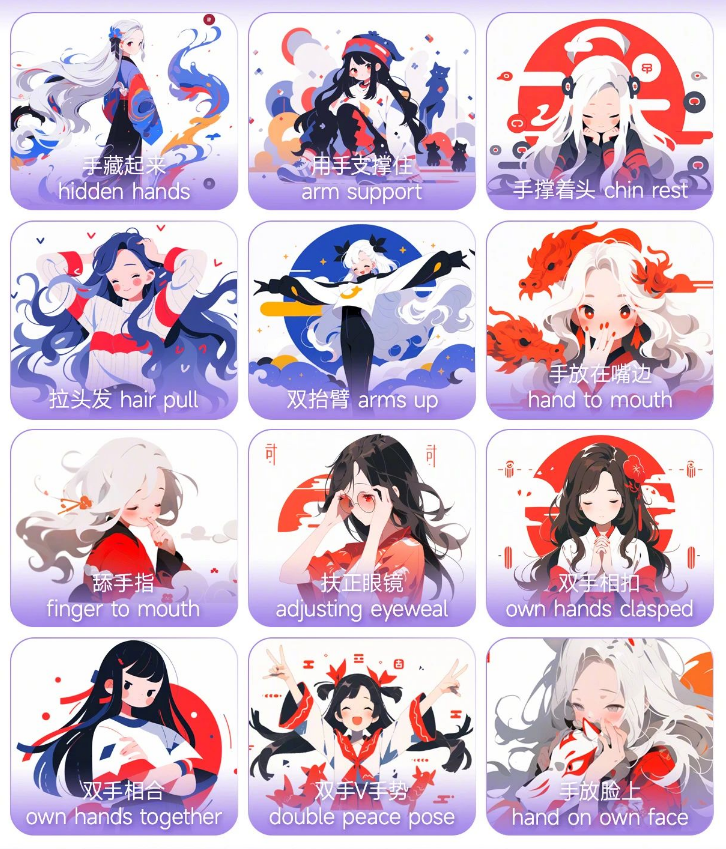 手藏起来
hidden hands
用手支撑住
arm support
手撑着头 chin rest
拉头发 hair pull
双抬臂 arms up
手放在嘴边
hand to mouth
舔手指
finger to mouth
扶正眼镜
adjusting eyeweal
双手相扣
own hands clasped
双手相合
own hands together
双手V手势
double peace pose
手放脸上
hand on own face